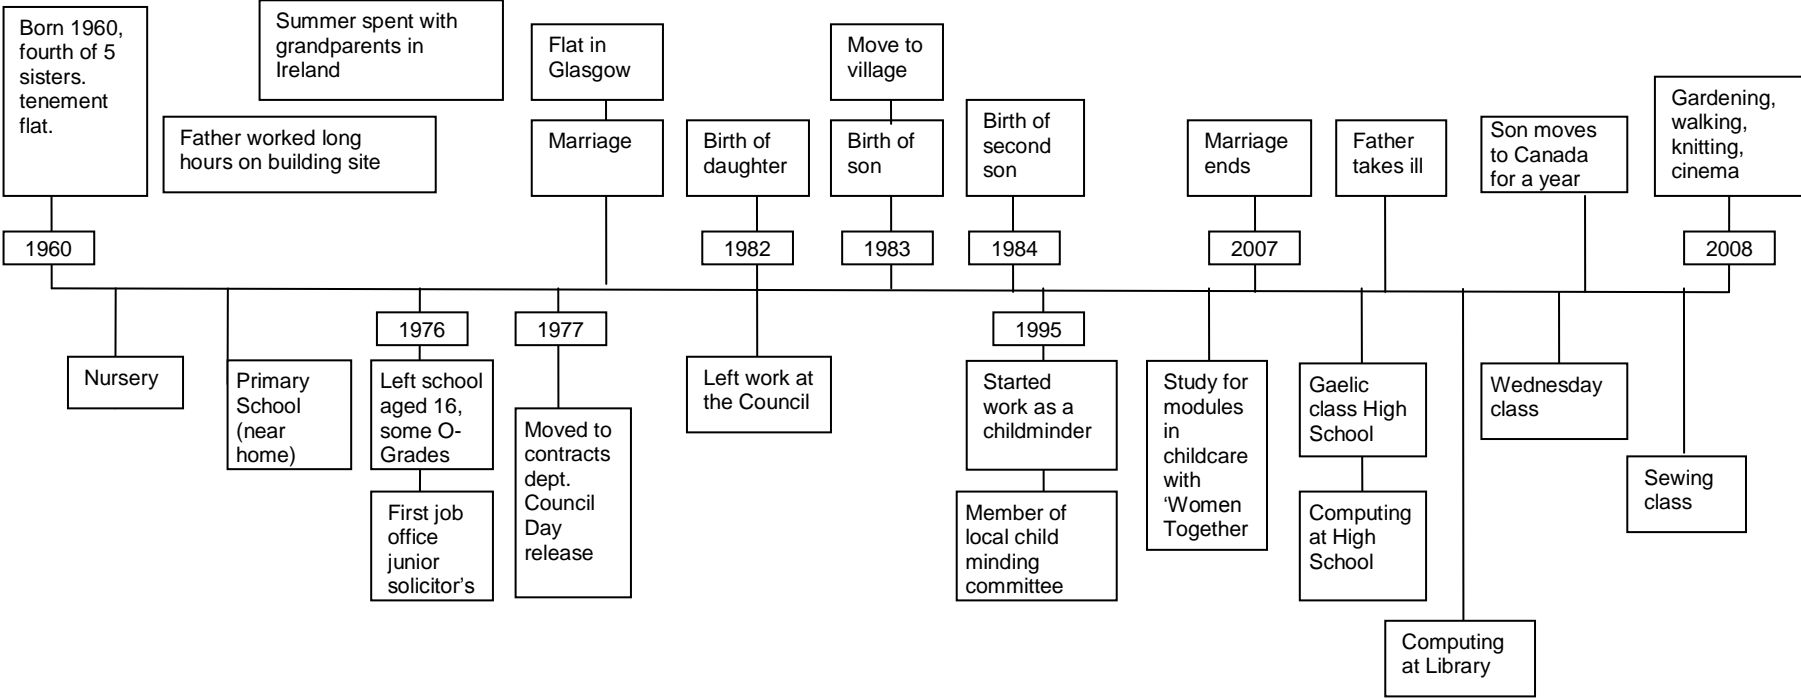 Born 1960,
fourth of 5
sisters.
tenement
flat.
Summer spent with
grandparents in
Ireland
Father worked long
hours on building site
Flat in
Glasgow
Marriage
Birth of
daughter
Move to
village
Birth of
son
Birth of
second
son
Marriage
ends
Father
takes ill
Son moves
to Canada
for a year
Gardening,
walking,
knitting,
cinema
1960
1982
1983
1984
2007
2008
1976
1977
1995
Nursery
Primary
School
(near
home)
Left school
aged 16,
some O-
Grades
First job
office
junior
solicitor’s
Moved to
contracts
dept.
Council
Day
release
Left work at
the Council
Started
work as a
childminder
Member of
local child
minding
committee
Study for
modules
in
childcare
with
‘Women
Together
Gaelic
class High
School
Computing
at High
School
Computing
at Library
Wednesday
class
Sewing
class